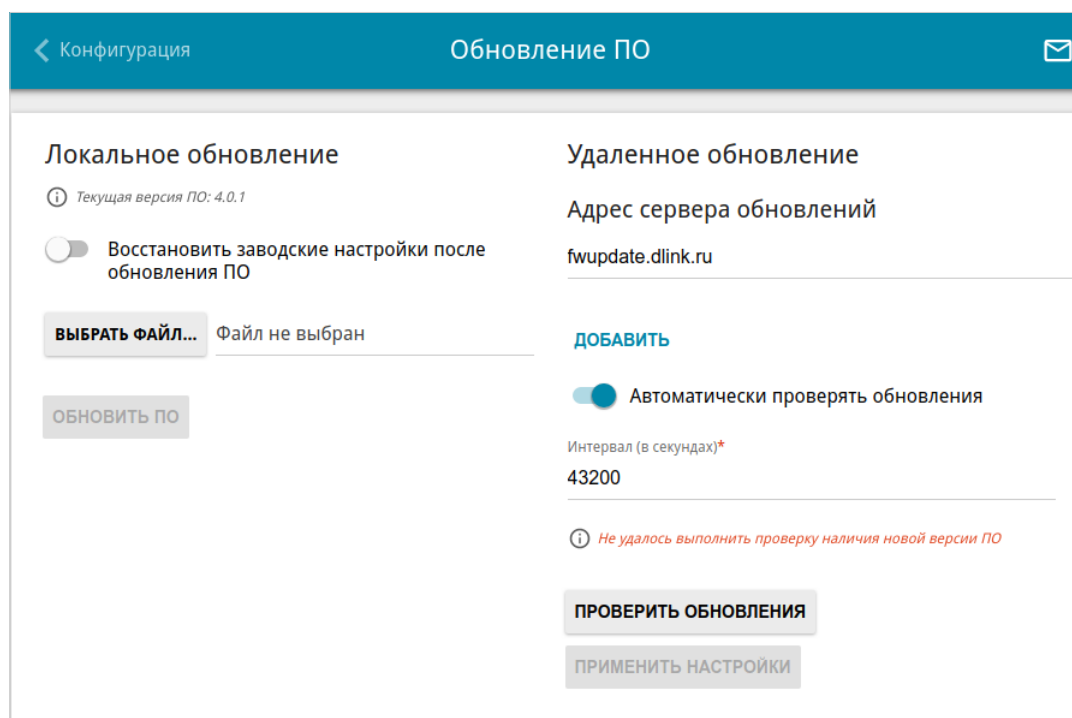 Конфигурация
Обновление ПО
Локальное обновление
Текущая версия ПО: 4.0.1
Восстановить заводские настройки после
обновления ПО
ВЫБРАТЬ ФАЙЛ...
Файл не выбран
ОБНОВИТЬ ПО
Удаленное обновление
Адрес сервера обновлений
fwupdate.dlink.ru
ДОБАВИТЬ
Автоматически проверять обновления
Интервал (в секундах)*
43200
Не удалось выполнить проверку наличия новой версии ПО
ПРОВЕРИТЬ ОБНОВЛЕНИЯ
ПРИМЕНИТЬ НАСТРОЙКИ